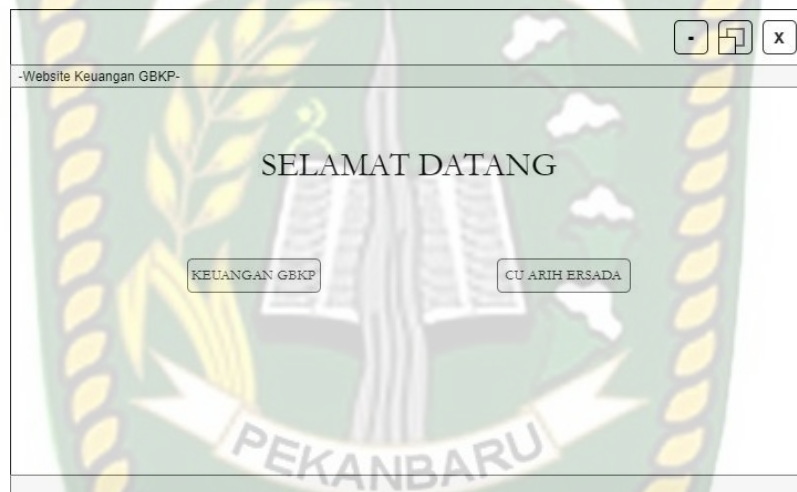 - X
-Website Keuangan GBKP-
SELAMAT DATANG
KEUANGAN GBKP CU ARIH ERSADA
PEKANBARU